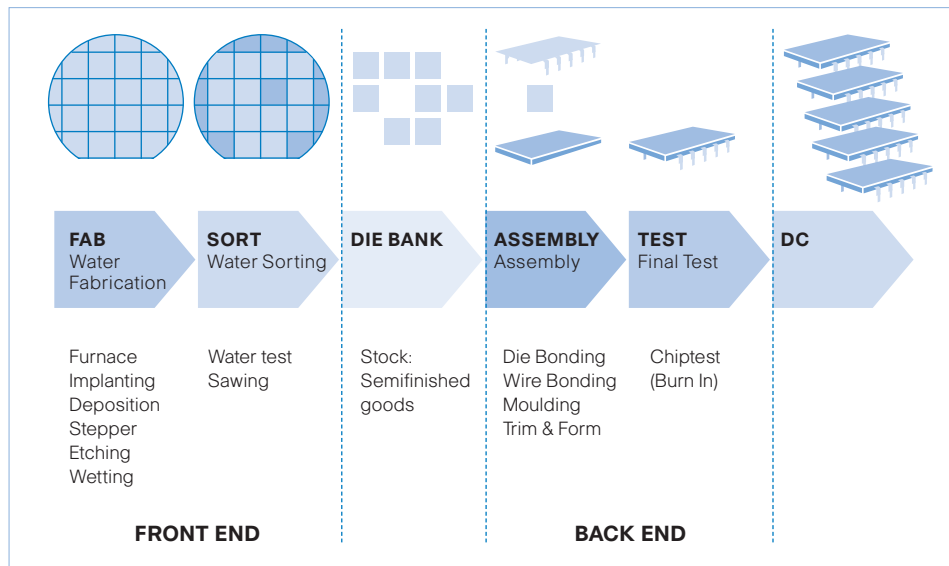 FAB
Water
Fabrication
SORT
Water Sorting
DIE BANK
ASSEMBLY
Assembly
TEST
Final Test
DC
Furnace
Implanting
Deposition
Stepper
Etching
Wetting
Water test
Sawing
Stock:
Semifinished
goods
Die Bonding
Wire Bonding
Moulding
Trim & Form
Chiptest
(Burn In)
FRONT END
BACK END